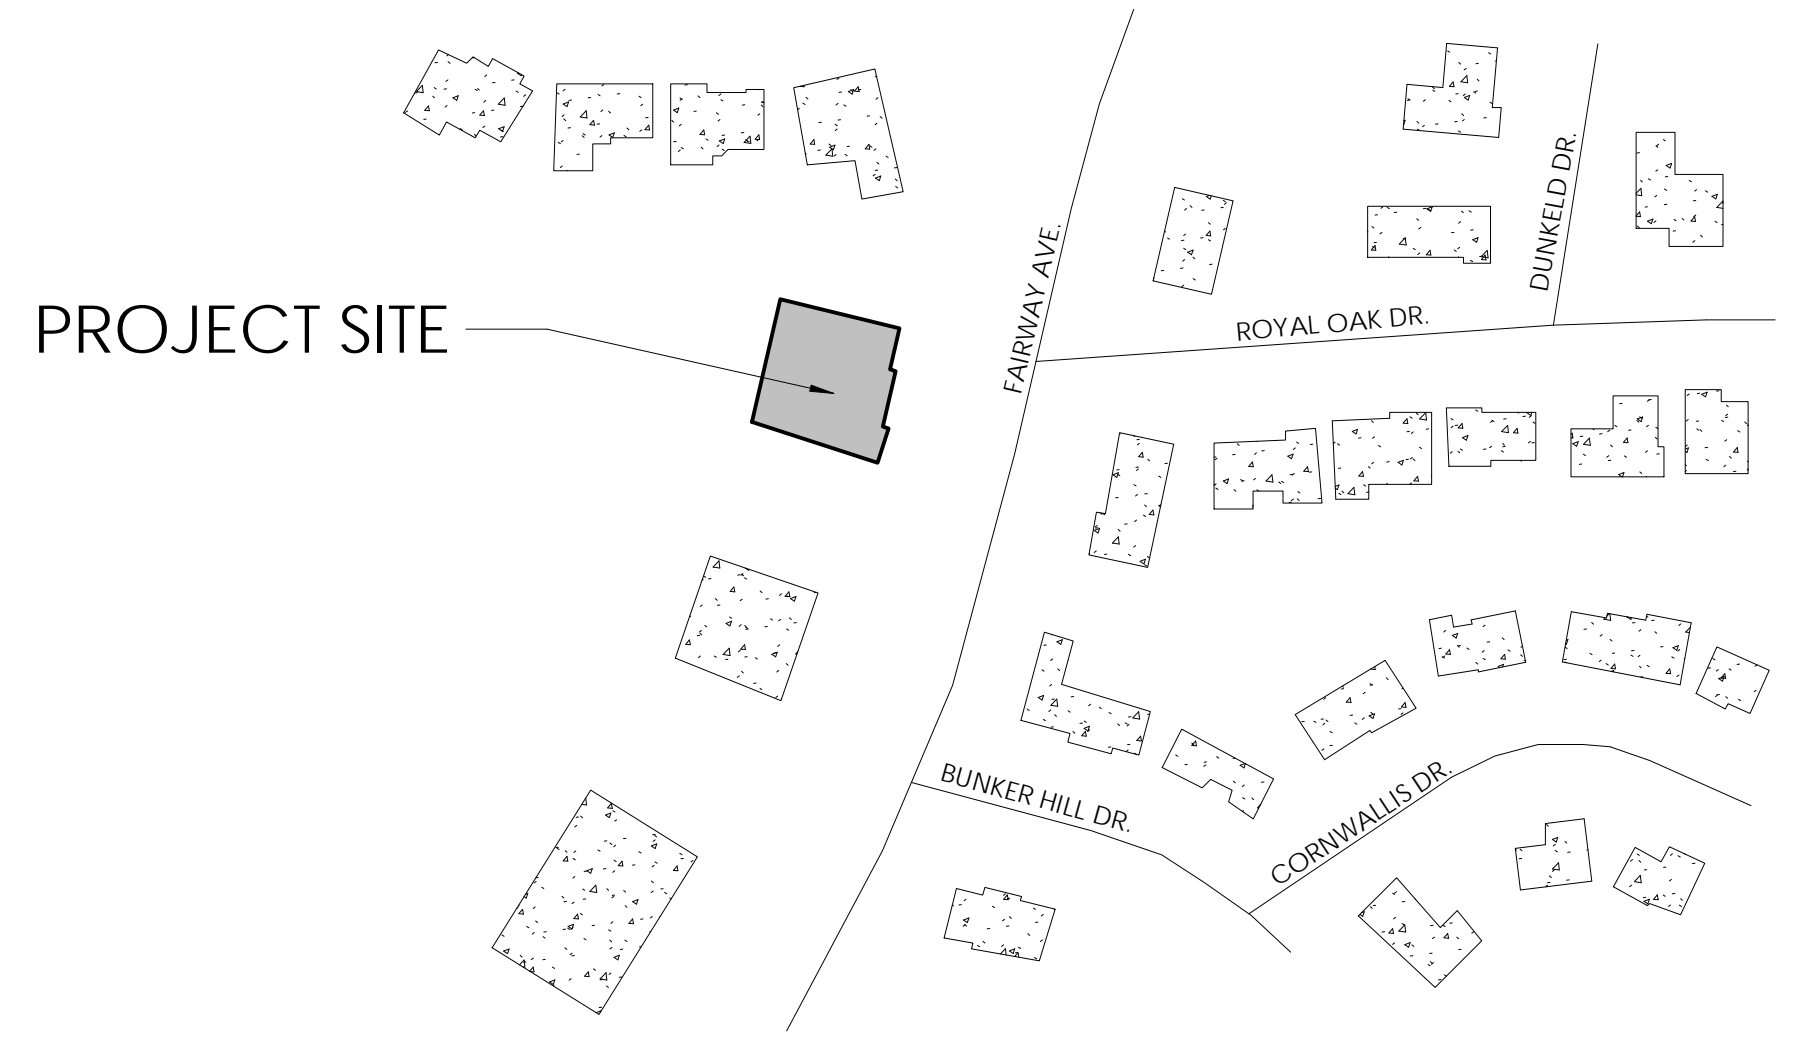 DUNKELD DR.
FAIRWAY AVE.
PROJECT SITE
ROYAL OAK DR.
BUNKER HILL DR.
CORNWALLIS DR.